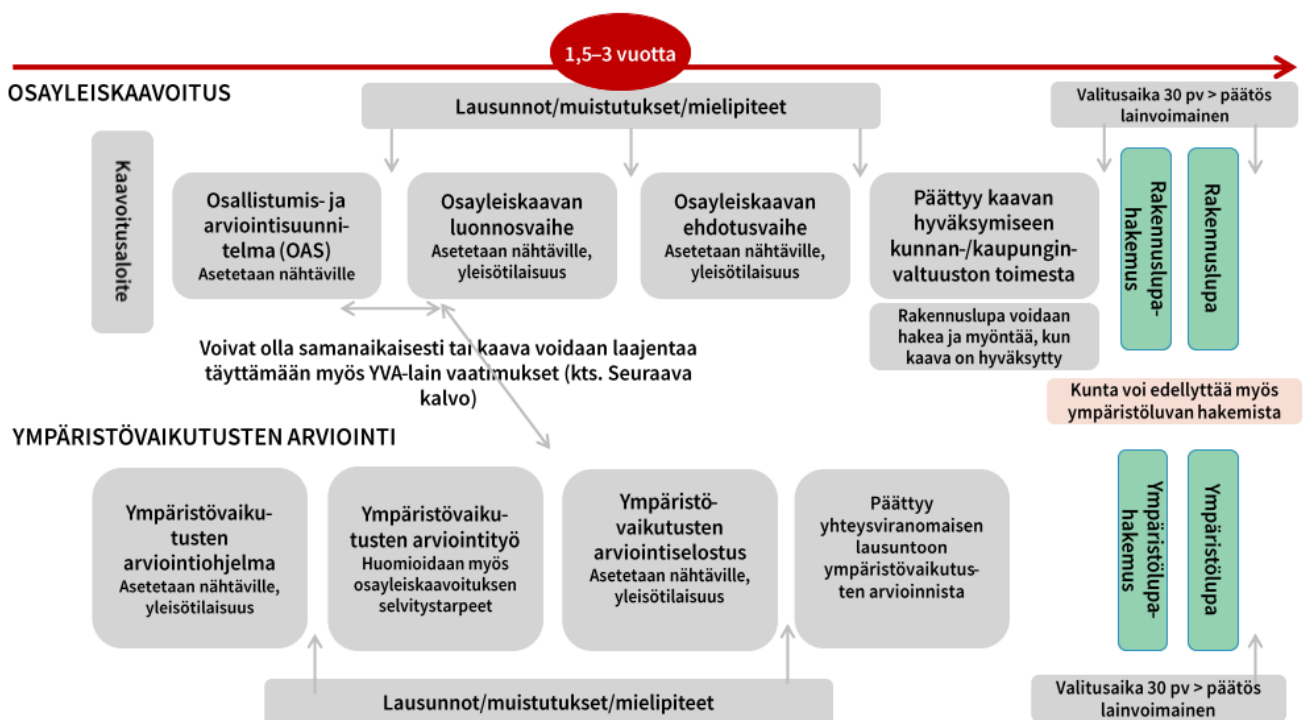 1,5–3 vuotta
OSAYLEISKAAVOITUS
Lausunnot/muistutukset/mielipiteet
Valitusaika 30 pv > päätös
lainvoimainen
Kaavoitusaloite
Osallistumis- ja
arviointisuunni-
telma (OAS)
Asetetaan nähtäville
Osayleiskaavan
luonnosvaihe
Asetetaan nähtäville,
yleisötilaisuus
Osayleiskaavan
ehdotusvaihe
Asetetaan nähtäville,
yleisötilaisuus
Päättyy kaavan
hyväksymiseen
kunnan-/kaupungin-
valtuuston toimesta
Rakennuslupa voidaan
hakea ja myöntää, kun
kaava on hyväksytty
Rakennuslupa-
hakemus
Rakennuslupa
Voivat olla samanaikaisesti tai kaava voidaan laajentaa
täyttämään myös YVA-lain vaatimukset (kts. Seuraava
kalvo)
Kunta voi edellyttää myös
ympäristöluvan hakemista
YMPÄRISTÖVAIKUTUSTEN ARVIOINTI
Ympäristövaiku-
tusten
arviointiohjelma
Asetetaan nähtäville,
yleisötilaisuus
Ympäristövaiku-
tusten arviointityö
Huomioidaan myös
osayleiskaavoituksen
selvitystarpeet
Ympäristö-
vaikutusten
arviointiselostus
Asetetaan nähtäville,
yleisötilaisuus
Päättyy
yhteysviranomaisen
lausuntoon
ympäristövaikutus-
ten arvioinnista
Ympäristölupa-
hakemus
Ympäristölupa
Lausunnot/muistutukset/mielipiteet
Valitusaika 30 pv > päätös
lainvoimainen